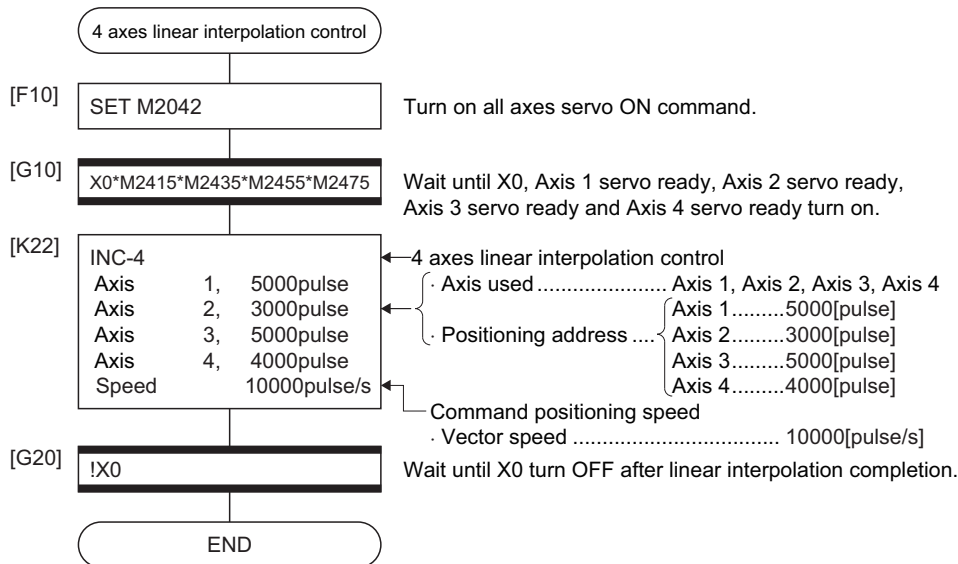 4 axes linear interpolation control
[F10] SET M2042 Turn on all axes servo ON command.
[G10] X0*M2415*M2435*M2455*M2475 Wait until X0, Axis 1 servo ready, Axis 2 servo ready,
Axis 3 servo ready and Axis 4 servo ready turn on.
[K22] INC-4 4 axes linear interpolation control
Axis 1, 5000pulse · Axis used ...................... Axis 1, Axis 2, Axis 3, Axis 4
Axis 2, 3000pulse Axis 1.........5000[pulse]
Axis 3, 5000pulse · Positioning address .... Axis 2.........3000[pulse]
Axis 4, 4000pulse Axis 3.........5000[pulse]
Speed 10000pulse/s Axis 4.........4000[pulse]
Command positioning speed
· Vector speed ................................... 10000[pulse/s]
[G20] !X0 Wait until X0 turn OFF after linear interpolation completion.
END